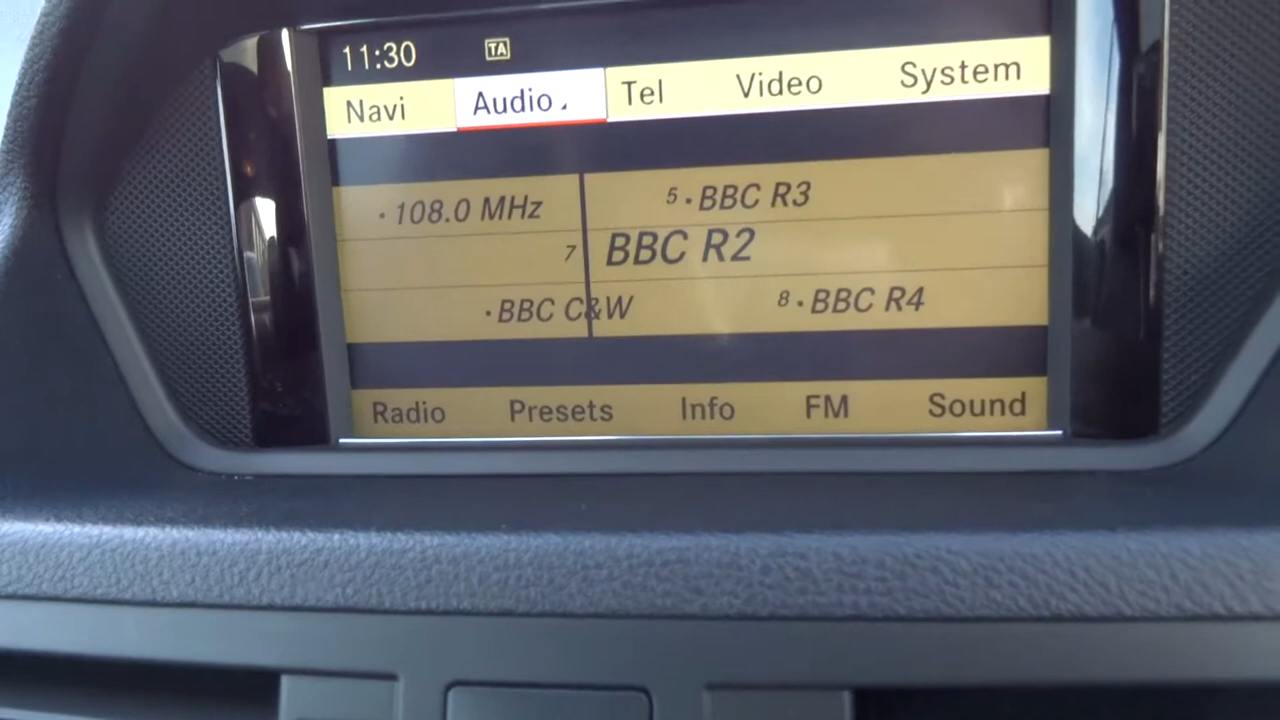 11:30 TA
Navi Audio Tel Video System
·108.0 MHz 5·BBC R3
7 BBC R2
·BBC C&W 8·BBC R4
Radio Presets Info FM Sound